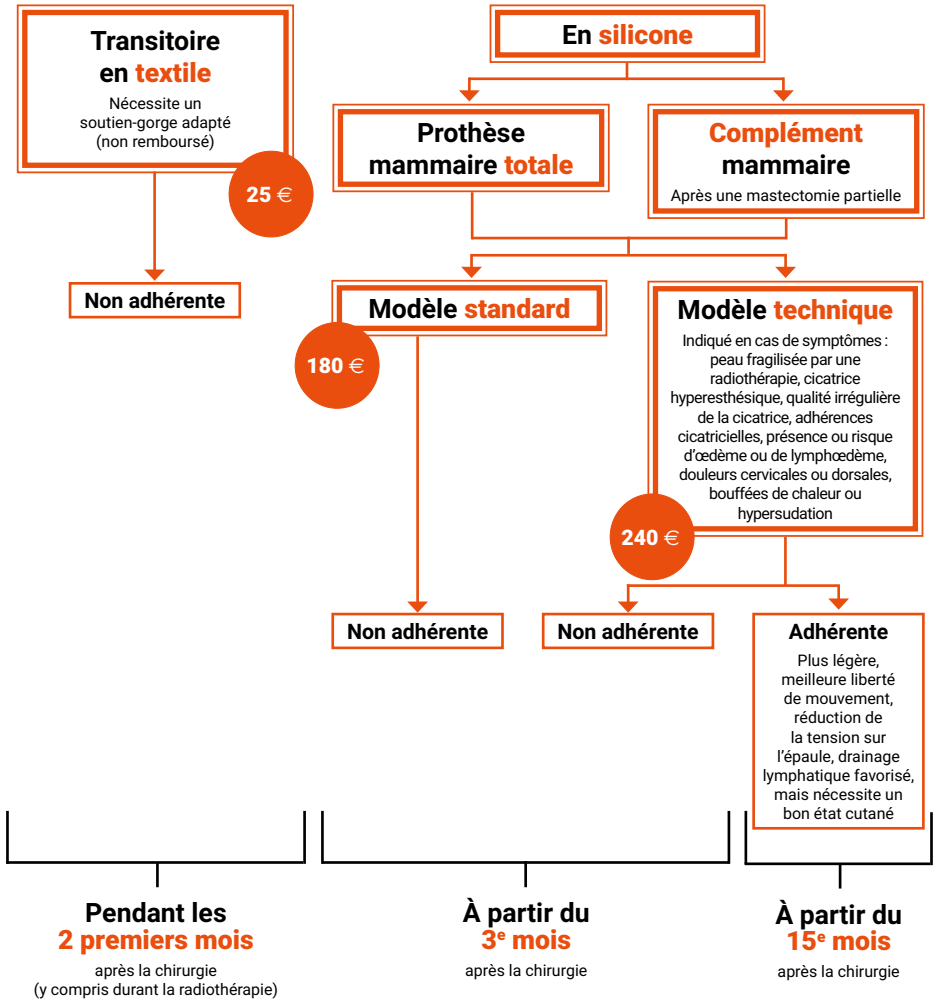 Transitoire
en textile
Nécessite un
soutien-gorge adapté
(non remboursé)
25 €
Non adhérente
En silicone
Prothèse
mammaire totale
Complément
mammaire
Après une mastectomie partielle
Modèle standard
180 €
Modèle technique
Indiqué en cas de symptômes :
peau fragilisée par une
radiothérapie, cicatrice
hyperesthésique, qualité irrégulière
de la cicatrice, adhérences
cicatricielles, présence ou risque
d'œdème ou de lymphœdème,
douleurs cervicales ou dorsales,
bouffées de chaleur ou
hypersudation
240 €
Non adhérente
Non adhérente
Adhérente
Plus légère,
meilleure liberté
de mouvement,
réduction de
la tension sur
l'épaule, drainage
lymphatique favorisé,
mais nécessite un
bon état cutané
Pendant les
2 premiers mois
après la chirurgie
(y compris durant la radiothérapie)
À partir du
3e mois
après la chirurgie
À partir du
15e mois
après la chirurgie